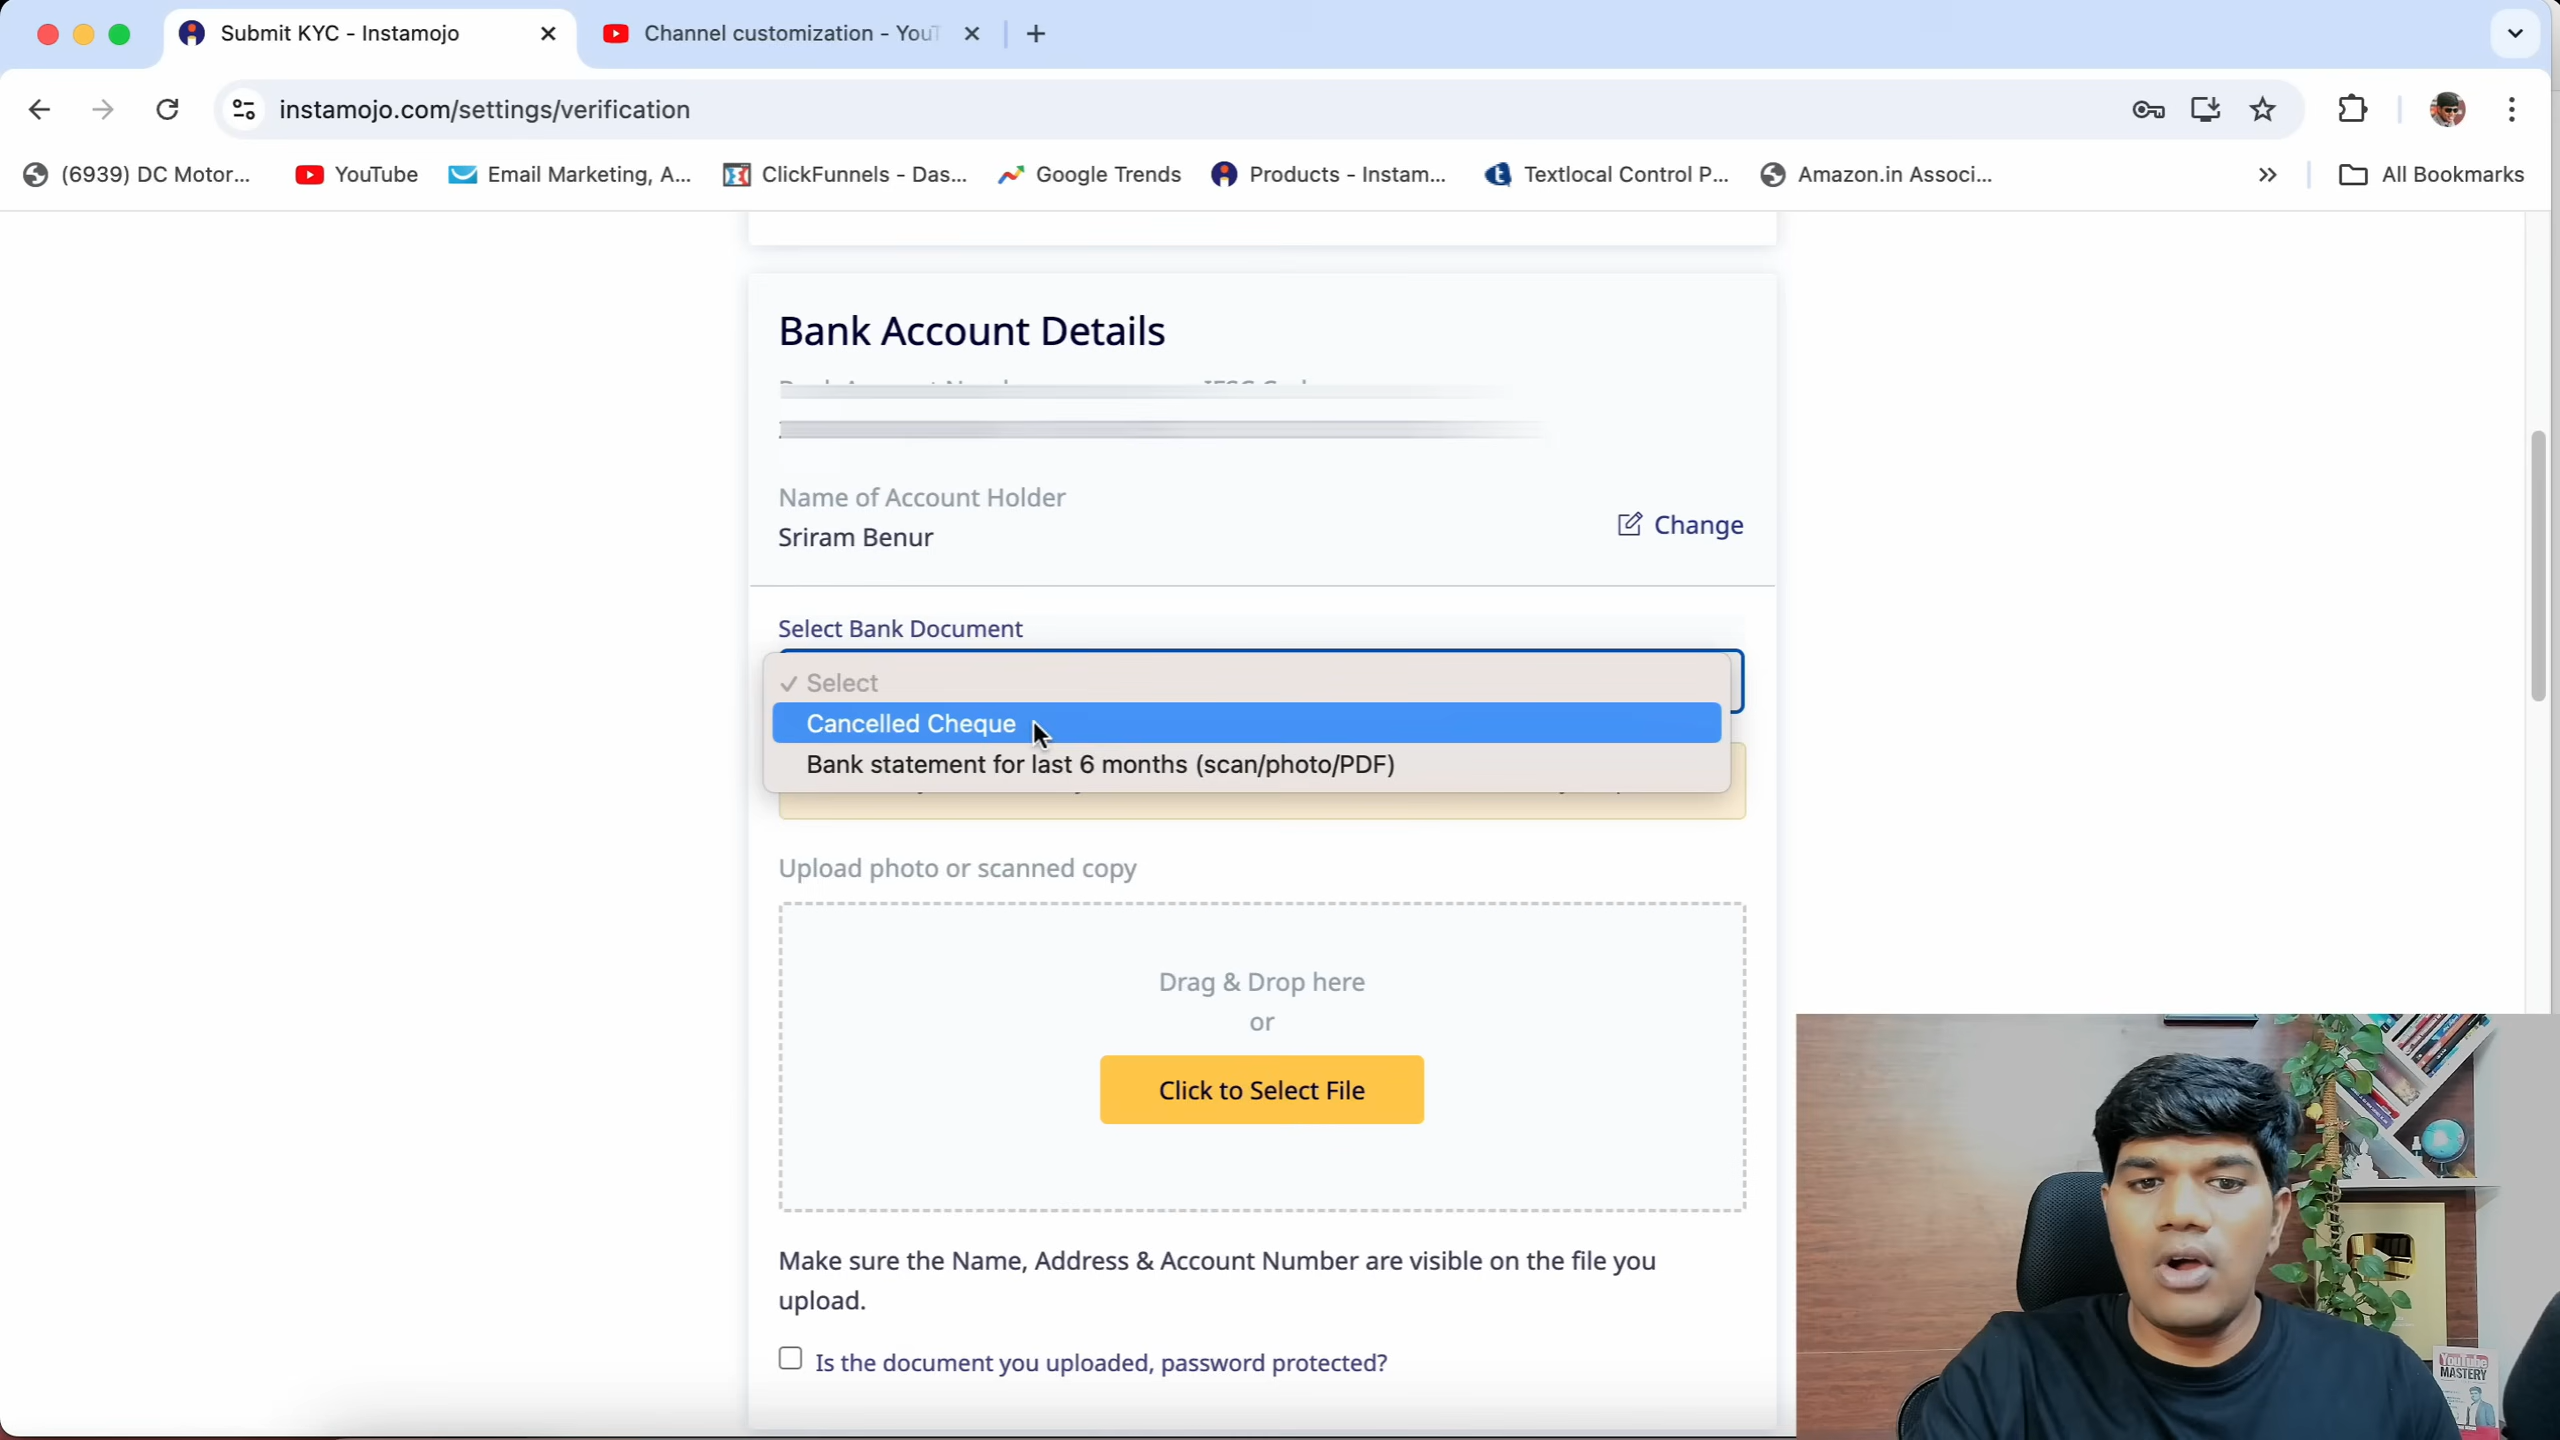 Submit KYC - Instamojo
Channel customization - YouT
instamojo.com/settings/verification
(6939) DC Motor...
YouTube
Email Marketing, A...
ClickFunnels - Das...
Google Trends
Products - Instam...
Textlocal Control P...
Amazon.in Associ...
All Bookmarks
Bank Account Details
Name of Account Holder
Sriram Benur
Change
Select Bank Document
✓ Select
Cancelled Cheque
Bank statement for last 6 months (scan/photo/PDF)
Upload photo or scanned copy
Drag & Drop here
or
Click to Select File
Make sure the Name, Address & Account Number are visible on the file you
upload.
Is the document you uploaded, password protected?
YouTube
MASTERY